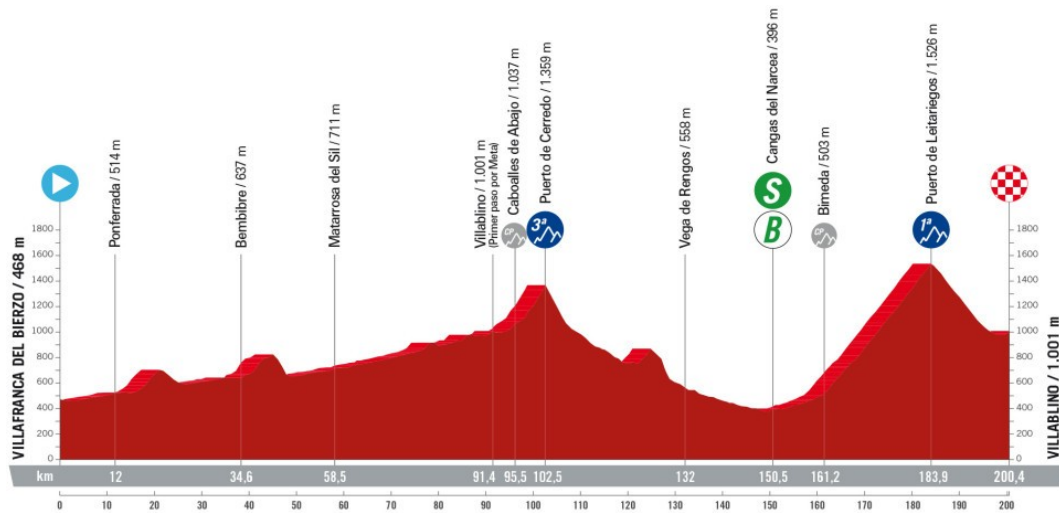 VILLAFRANCA DEL BIERZO / 468 m
Ponferrada / 514 m
Bembibre / 637 m
Matarrosa del Sil / 711 m
Villablino / 1.001 m
(Primer paso por Meta)
Caboalles de Abajo / 1.037 m
CP
Puerto de Cerredo / 1.359 m
3ª
Vega de Rengos / 558 m
Cangas del Narcea / 396 m
S
B
Bimeda / 503 m
CP
Puerto de Leitariegos / 1.526 m
1ª
VILLABLINO / 1.001 m
1800 1800
1600 1600
1400 1400
1200 1200
1000 1000
800 800
600 600
400 400
200 200
0 0
km 12 34,6 58,5 91,4 95,5 102,5 132 150,5 161,2 183,9 200,4
0 10 20 30 40 50 60 70 80 90 100 110 120 130 140 150 160 170 180 190 200